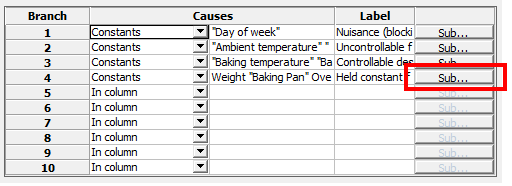 Branch Causes Label
1 Constants "Day of week" Nuisance (blocki Sub...
2 Constants "Ambient temperature" " Uncontrollable f Sub...
3 Constants "Baking temperature" "Ba Controllable des Sub...
4 Constants Weight "Baking Pan" Ove Held constant f Sub...
5 In column Sub...
6 In column Sub...
7 In column Sub...
8 In column Sub...
9 In column Sub...
10 In column Sub...